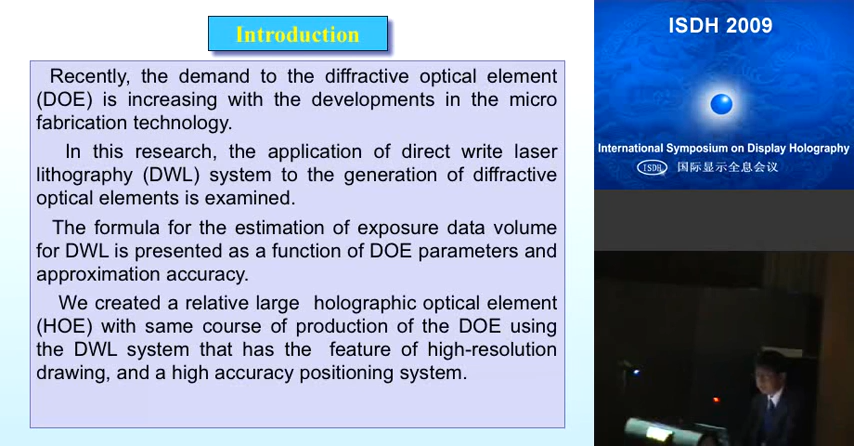 Introduction
Recently, the demand to the diffractive optical element
(DOE) is increasing with the developments in the micro
fabrication technology.
In this research, the application of direct write laser
lithography (DWL) system to the generation of diffractive
optical elements is examined.
The formula for the estimation of exposure data volume
for DWL is presented as a function of DOE parameters and
approximation accuracy.
We created a relative large holographic optical element
(HOE) with same course of production of the DOE using
the DWL system that has the feature of high-resolution
drawing, and a high accuracy positioning system.
ISDH 2009
International Symposium on Display Holography
ISDH 国际显示全息会议